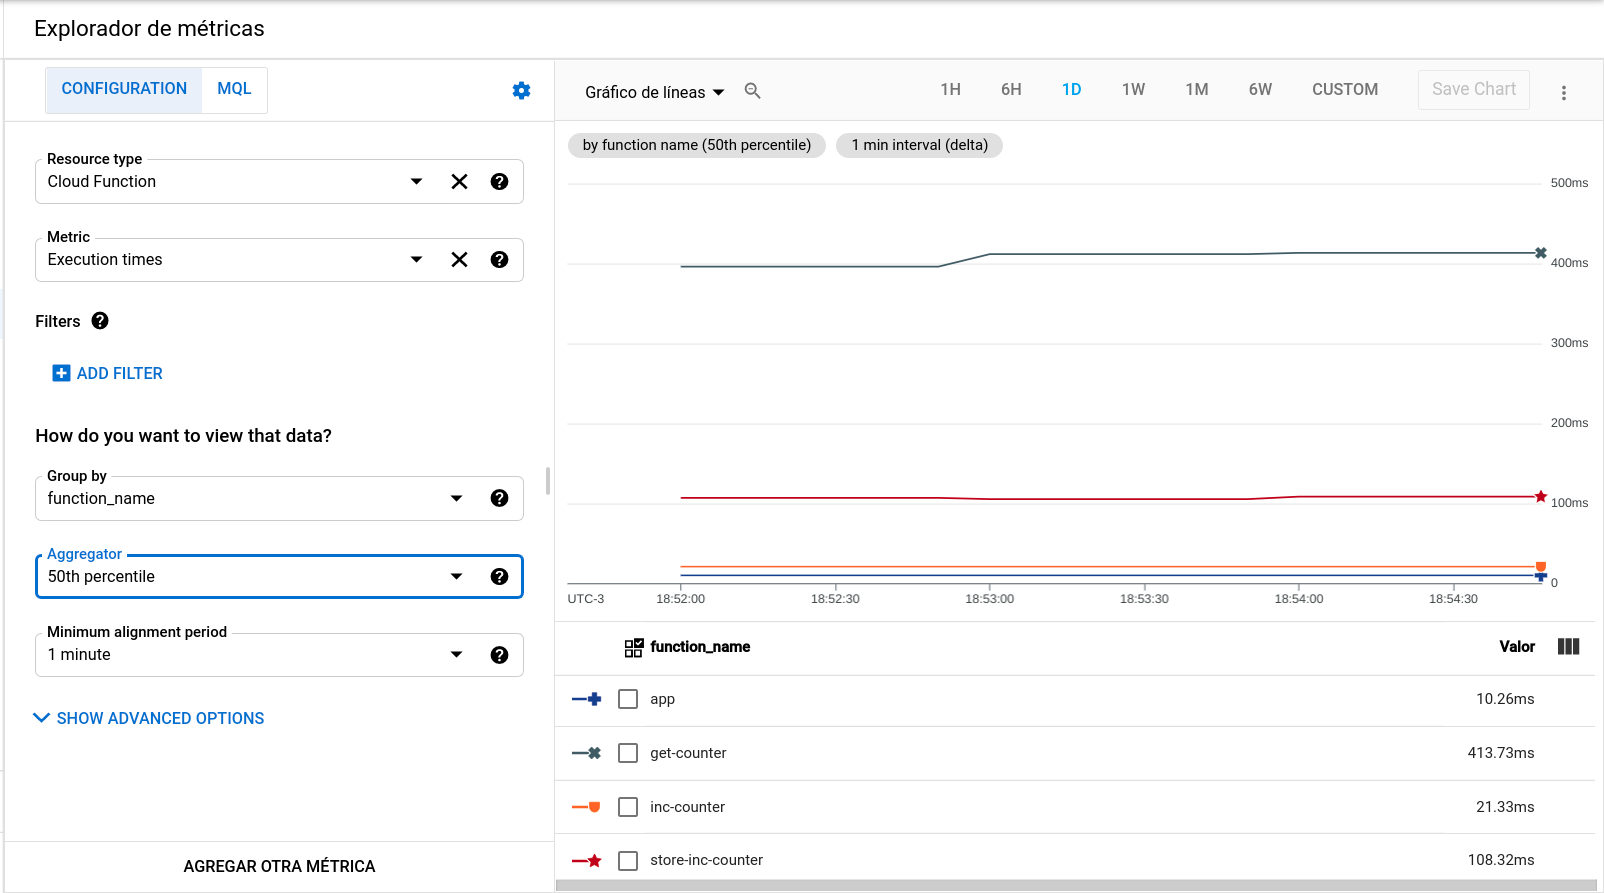 Explorador de métricas
CONFIGURATION
MQL
Resource type
Cloud Function
Metric
Execution times
Filters
ADD FILTER
How do you want to view that data?
Group by
function_name
Aggregator
50th percentile
Minimum alignment period
1 minute
SHOW ADVANCED OPTIONS
AGREGAR OTRA MÉTRICA
Gráfico de líneas
1H
6H
1D
1W
1M
6W
CUSTOM
Save Chart
by function name (50th percentile)
1 min interval (delta)
500ms
400ms
300ms
200ms
100ms
0
UTC-3
18:52:00
18:52:30
18:53:00
18:53:30
18:54:00
18:54:30
function_name
Valor
app
10.26ms
get-counter
413.73ms
inc-counter
21.33ms
store-inc-counter
108.32ms